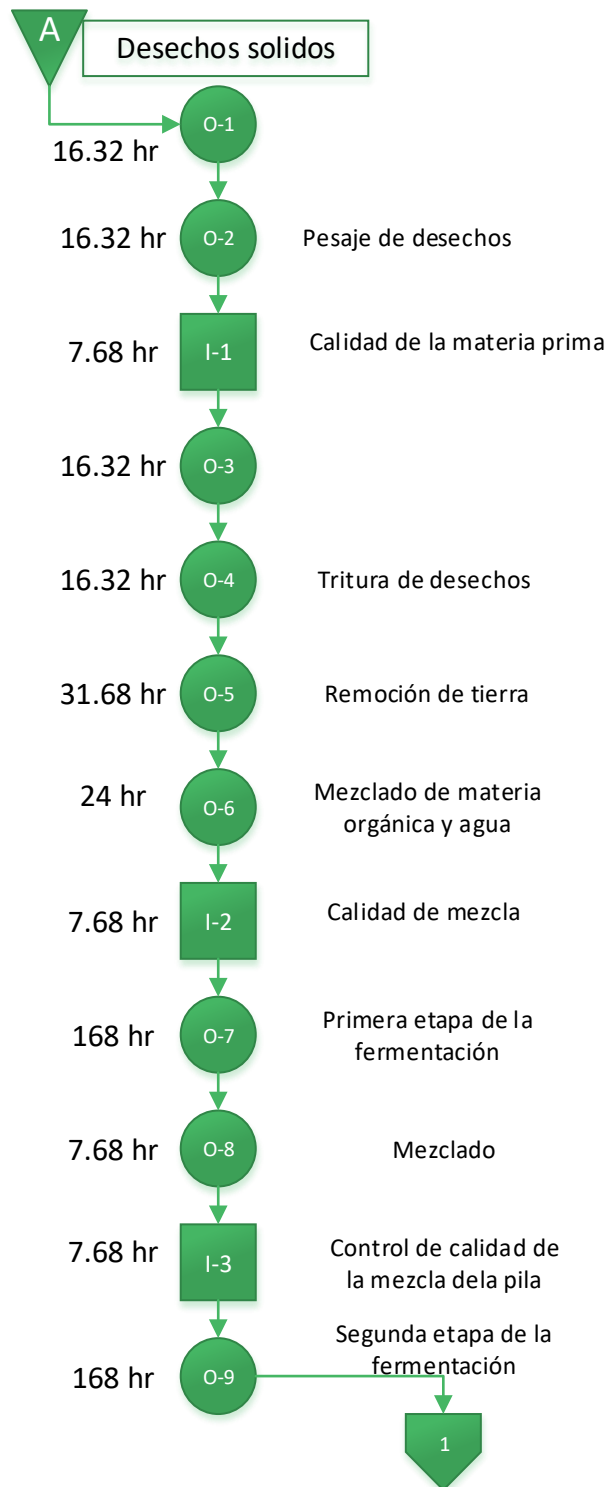 A
Desechos solidos
O-1
16.32 hr
16.32 hr
O-2
Pesaje de desechos
7.68 hr
I-1
Calidad de la materia prima
16.32 hr
O-3
16.32 hr
O-4
Tritura de desechos
31.68 hr
O-5
Remoción de tierra
24 hr
O-6
Mezclado de materia
orgánica y agua
7.68 hr
I-2
Calidad de mezcla
168 hr
O-7
Primera etapa de la
fermentación
7.68 hr
O-8
Mezclado
7.68 hr
I-3
Control de calidad de
la mezcla dela pila
168 hr
O-9
Segunda etapa de la
fermentación
1